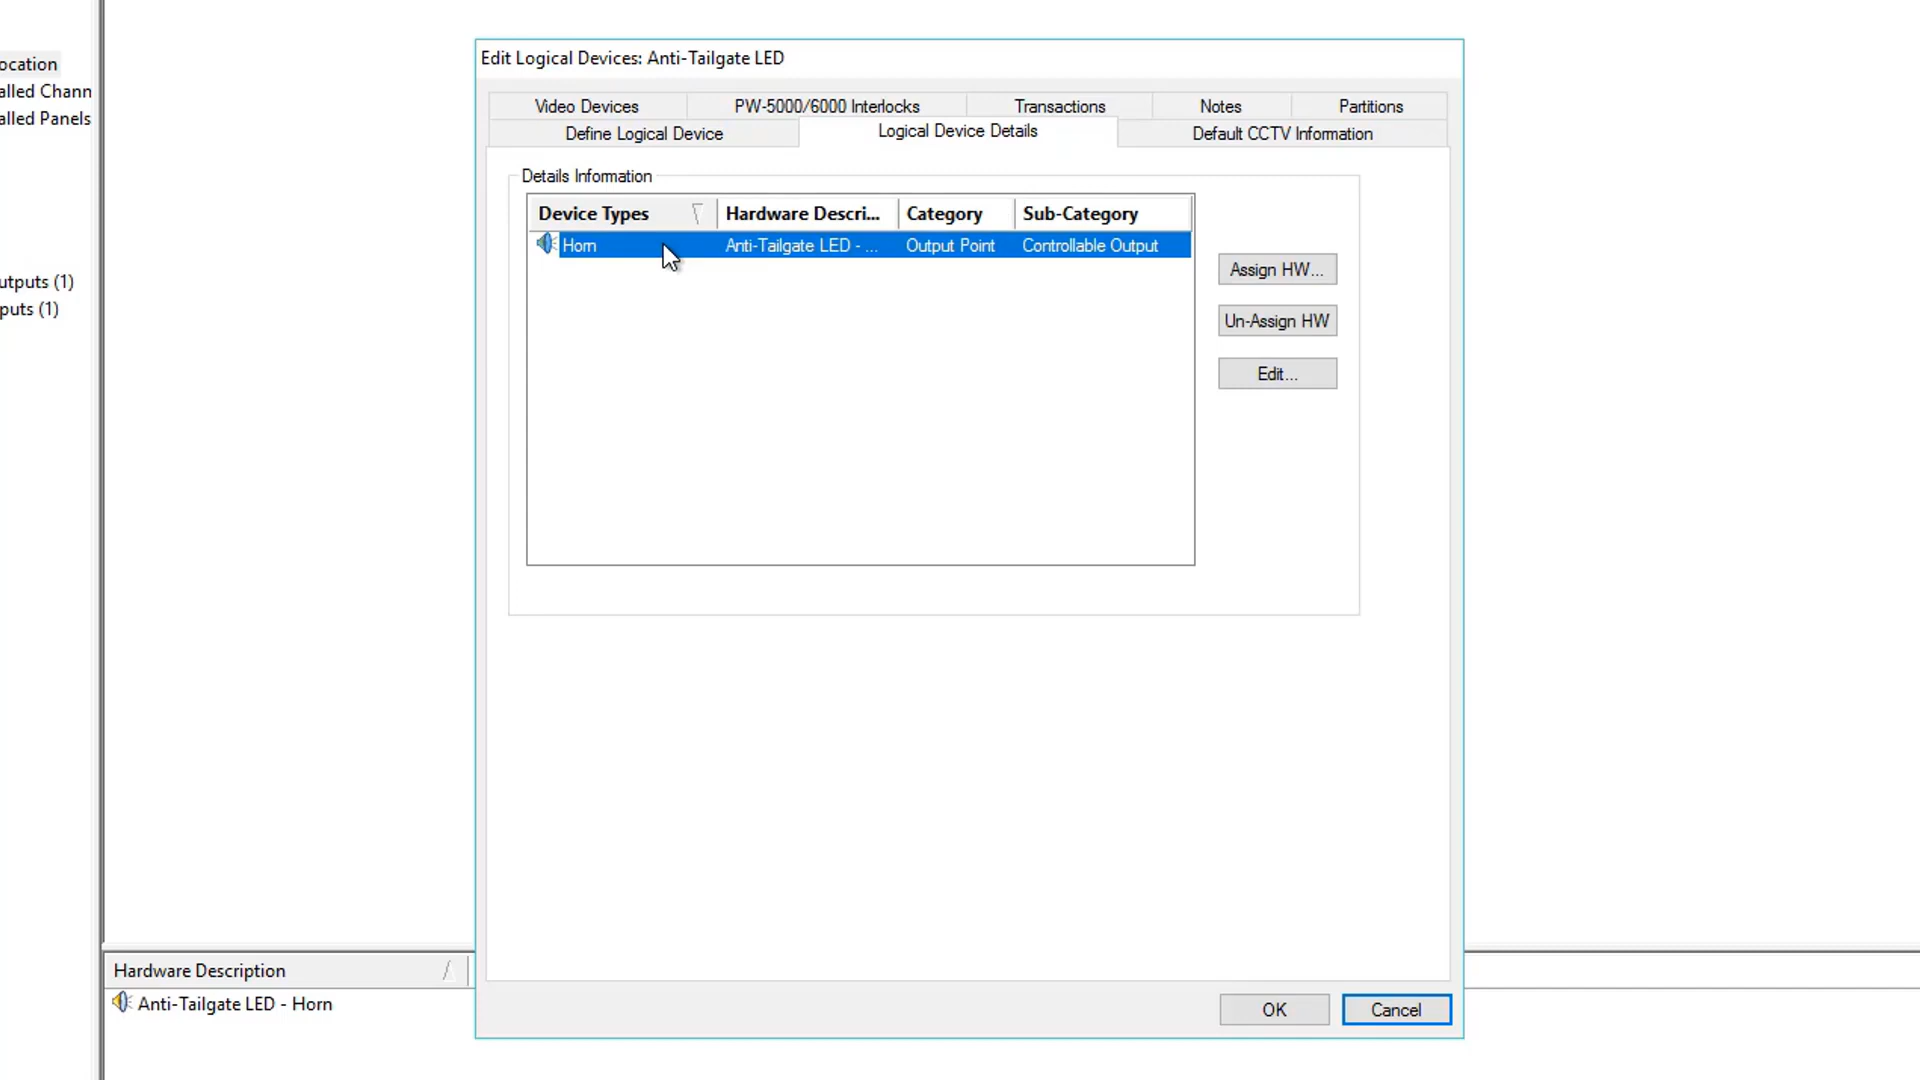 ocation
alled Chann
alled Panels
utputs (1)
puts (1)
Edit Logical Devices: Anti-Tailgate LED
Video Devices PW-5000/6000 Interlocks Transactions Notes Partitions
Define Logical Device Logical Device Details Default CCTV Information
Details Information
Device Types Hardware Descri... Category Sub-Category
Horn Anti-Tailgate LED - ... Output Point Controllable Output
Assign HW...
Un-Assign HW
Edit...
Hardware Description
Anti-Tailgate LED - Horn
OK Cancel